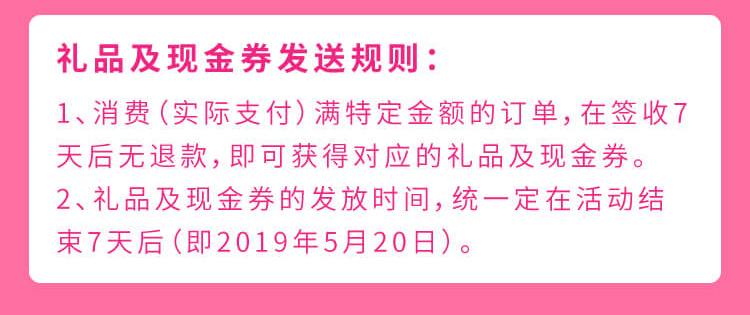 礼品及现金券发送规则：
1、消费（实际支付）满特定金额的订单，在签收7
天后无退款，即可获得对应的礼品及现金券。
2、礼品及现金券的发放时间，统一定在活动结
束7天后（即2019年5月20日）。